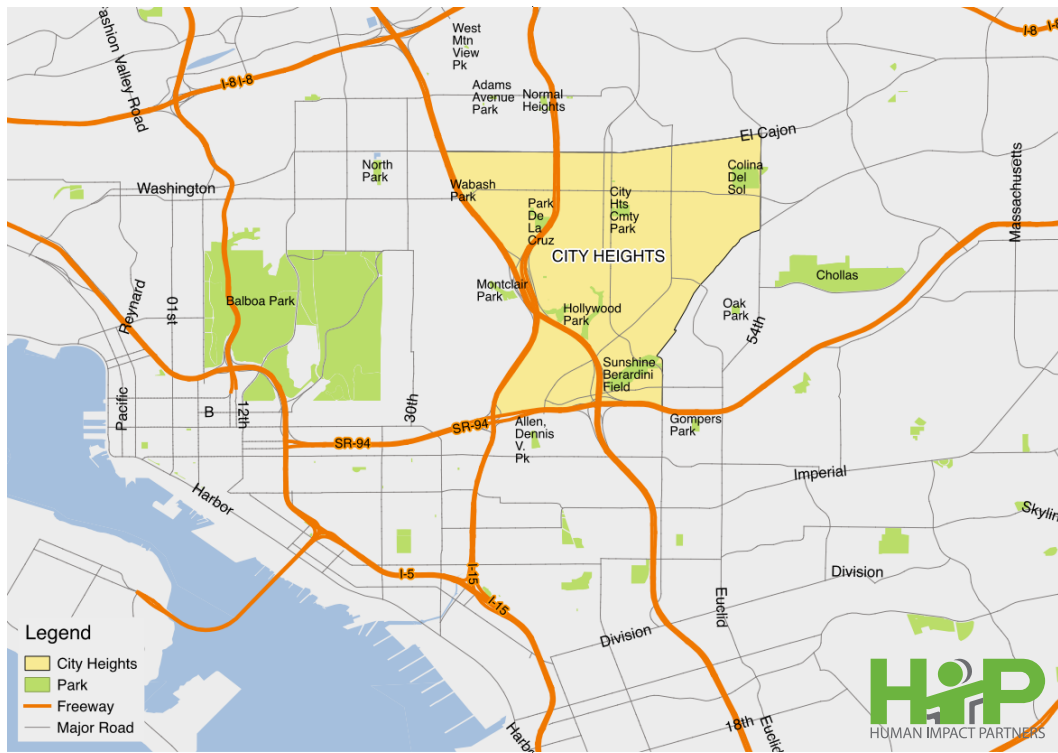 Fashion Valley Road
West
Mtn
View
Pk
I-8
I-8
I-8
I-8
Adams
Avenue
Park
Normal
Heights
El Cajon
Massachusetts
North
Park
Washington
Wabash
Park
Colina
Del
Sol
City
Hts
Cmty
Park
Park
De
La
Cruz
CITY HEIGHTS
Chollas
Montclair
Park
Balboa Park
Reynard
01st
Hollywood
Park
Oak
Park
54th
Sunshine
Berardini
Field
Pacific
B
12th
30th
SR-94
SR-94
Allen,
Dennis
V.
Pk
Gompers
Park
Imperial
Harbor
Skylin
I-5
I-15
I-15
Division
Euclid
Division
18th
Euclid
Harbo
Legend
City Heights
Park
Freeway
Major Road
HIP
HUMAN IMPACT PARTNERS